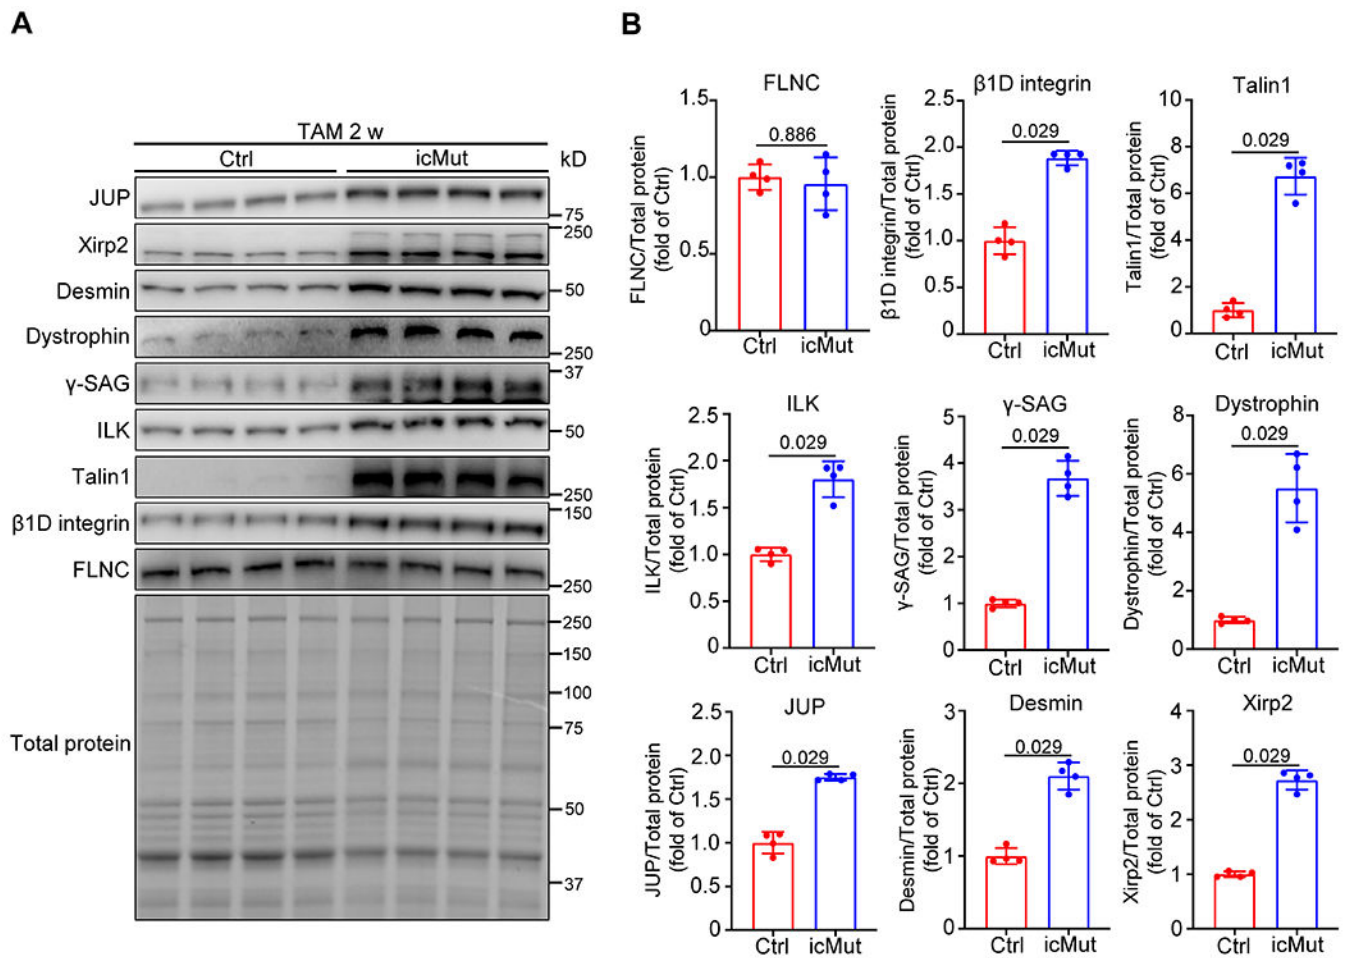 A
TAM 2 w
Ctrl icMut kD
JUP
75
Xirp2
250
Desmin
50
Dystrophin
250
γ-SAG
37
ILK
50
Talin1
250
β1D integrin
150
FLNC
250
Total protein
250
150
100
75
50
37
B
FLNC
FLNC/Total protein
(fold of Ctrl)
1.5
1.0
0.5
0
0.886
Ctrl icMut
β1D integrin
β1D integrin/Total protein
(fold of Ctrl)
2.5
2.0
1.5
1.0
0.5
0
0.029
Ctrl icMut
Talin1
Talin1/Total protein
(fold of Ctrl)
10
8
6
4
2
0
0.029
Ctrl icMut
ILK
ILK/Total protein
(fold of Ctrl)
2.5
2.0
1.5
1.0
0.5
0
0.029
Ctrl icMut
γ-SAG
γ-SAG/Total protein
(fold of Ctrl)
5
4
3
2
1
0
0.029
Ctrl icMut
Dystrophin
Dystrophin/Total protein
(fold of Ctrl)
8
6
4
2
0
0.029
Ctrl icMut
JUP
JUP/Total protein
(fold of Ctrl)
2.5
2.0
1.5
1.0
0.5
0
0.029
Ctrl icMut
Desmin
Desmin/Total protein
(fold of Ctrl)
3
2
1
0
0.029
Ctrl icMut
Xirp2
Xirp2/Total protein
(fold of Ctrl)
4
3
2
1
0
0.029
Ctrl icMut